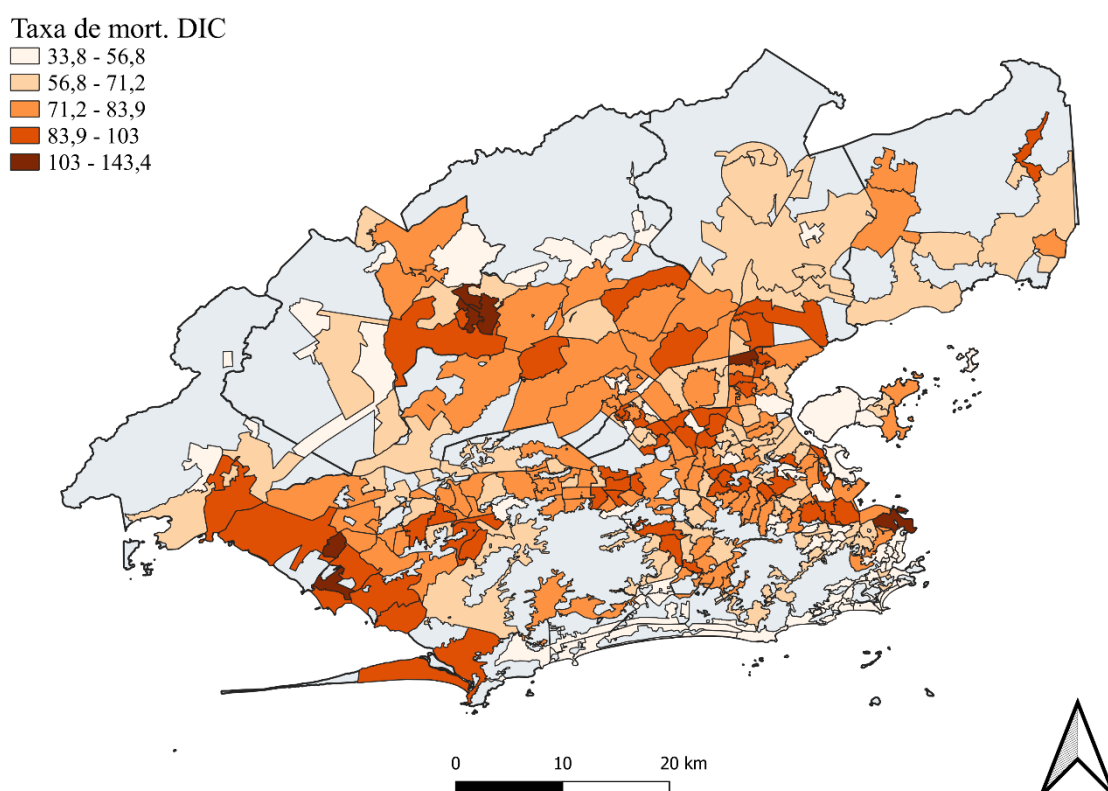 Taxa de mort. DIC
33,8 - 56,8
56,8 - 71,2
71,2 - 83,9
83,9 - 103
103 - 143,4
0 10 20 km